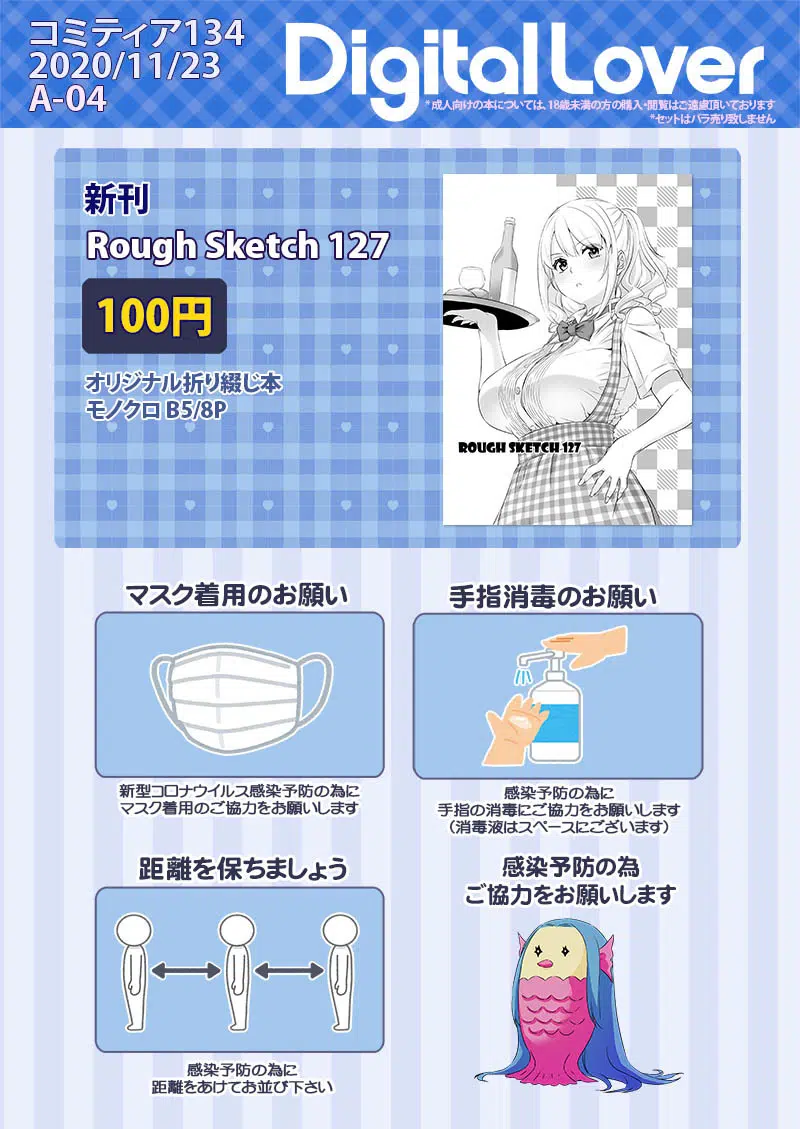 コミティア134
2020/11/23
A-04
Digital Lover
*成人向けの本については、18歳未満の方の購入・閲覧はご遠慮頂いております
*セットはバラ売り致しません
新刊
Rough Sketch 127
100円
オリジナル折り綴じ本
モノクロ B5/8P
ROUGH SKETCH 127
マスク着用のお願い
新型コロナウイルス感染予防の為に
マスク着用のご協力をお願いします
手指消毒のお願い
感染予防の為に
手指の消毒にご協力をお願いします
(消毒液はスペースにございます)
距離を保ちましょう
感染予防の為に
距離をあけてお並び下さい
感染予防の為
ご協力をお願いします